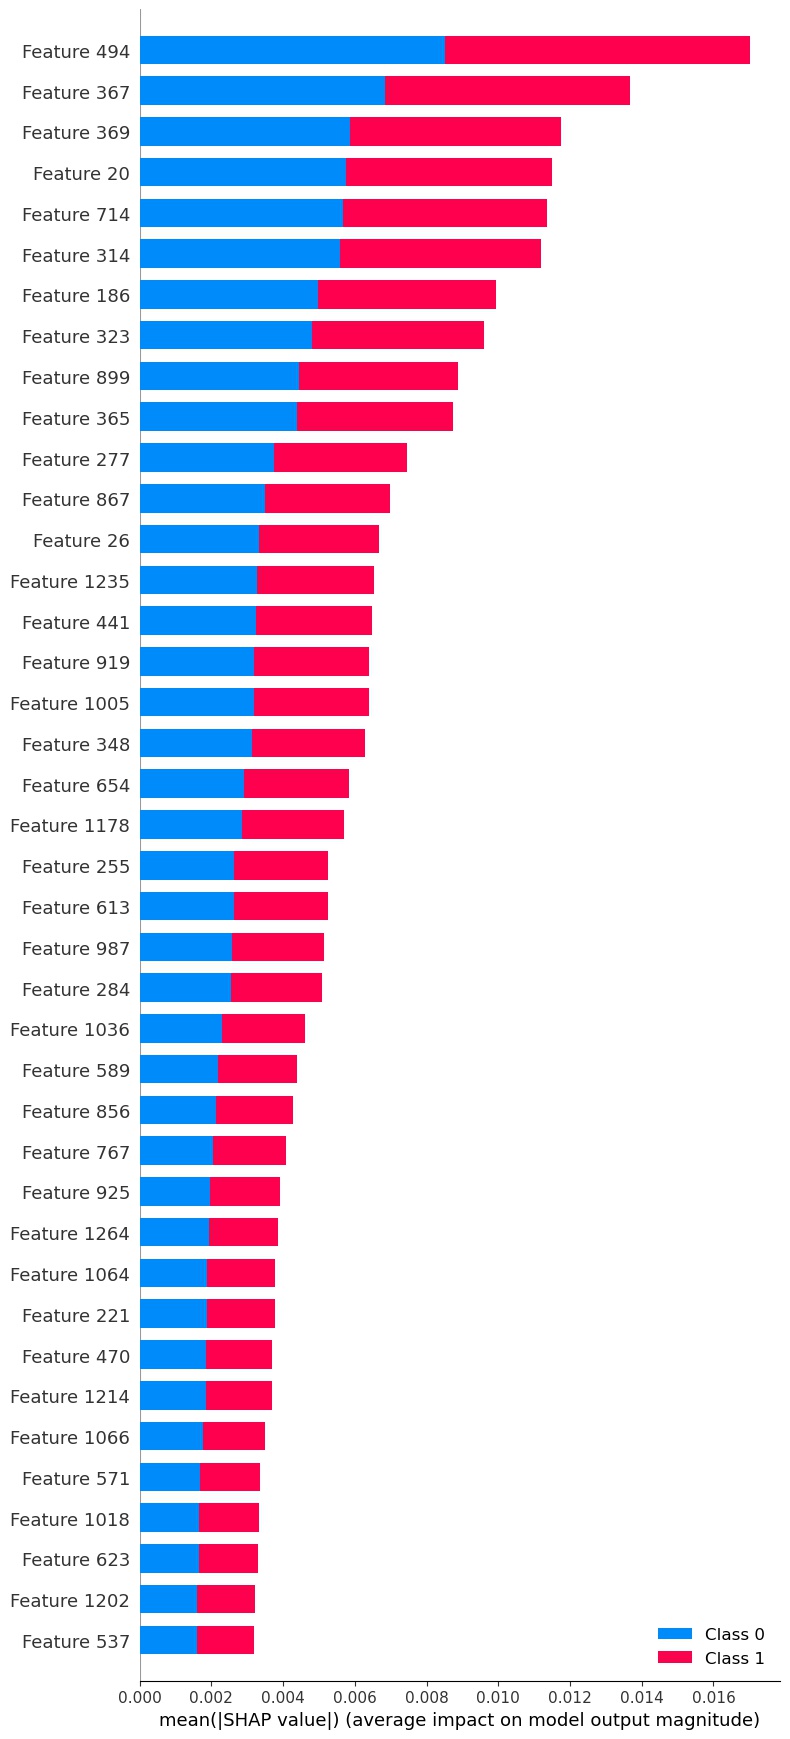 Feature 494
Feature 367
Feature 369
Feature 20
Feature 714
Feature 314
Feature 186
Feature 323
Feature 899
Feature 365
Feature 277
Feature 867
Feature 26
Feature 1235
Feature 441
Feature 919
Feature 1005
Feature 348
Feature 654
Feature 1178
Feature 255
Feature 613
Feature 987
Feature 284
Feature 1036
Feature 589
Feature 856
Feature 767
Feature 925
Feature 1264
Feature 1064
Feature 221
Feature 470
Feature 1214
Feature 1066
Feature 571
Feature 1018
Feature 623
Feature 1202
Feature 537
Class 0
Class 1
0.000 0.002 0.004 0.006 0.008 0.010 0.012 0.014 0.016
mean(|SHAP value|) (average impact on model output magnitude)